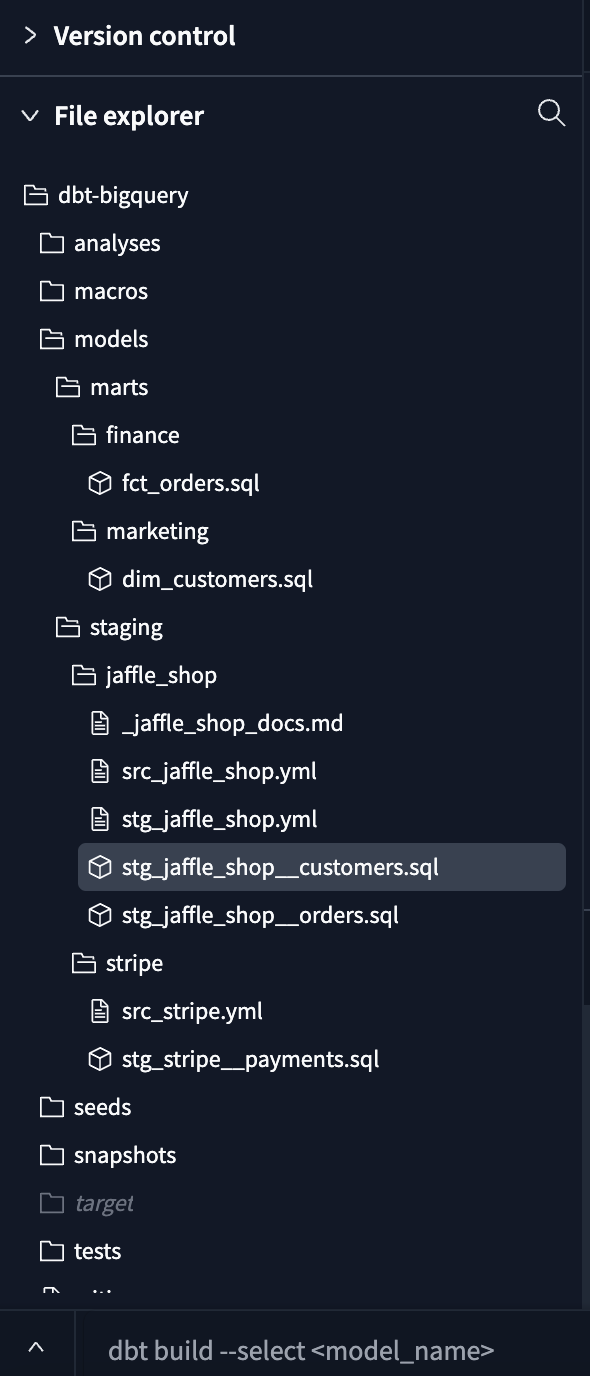 Version control
File explorer
dbt-bigquery
analyses
macros
models
marts
finance
fct_orders.sql
marketing
dim_customers.sql
staging
jaffle_shop
_jaffle_shop_docs.md
src_jaffle_shop.yml
stg_jaffle_shop.yml
stg_jaffle_shop__customers.sql
stg_jaffle_shop__orders.sql
stripe
src_stripe.yml
stg_stripe__payments.sql
seeds
snapshots
target
tests
dbt build --select <model_name>